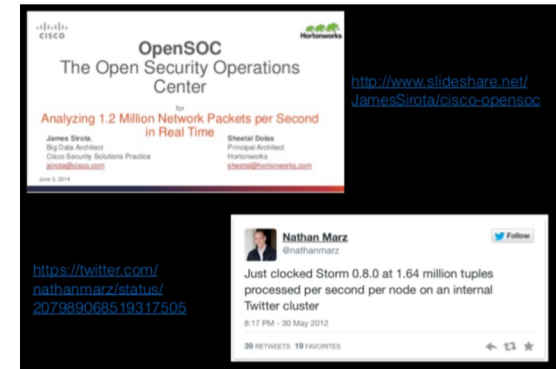 CISCO
Hortonworks
OpenSOC
The Open Security Operations
Center
for
Analyzing 1.2 Million Network Packets per Second
in Real Time
James Sirota,
Big Data Architect
Cisco Security Solutions Practice
jsirota@cisco.com
Sheetal Dolas
Principal Architect
Hortonworks
sheetal@hortonworks.com
June 3, 2014
http://www.slideshare.net/
JamesSirota/cisco-opensoc
https://twitter.com/
nathanmarz/status/
207989068519317505
Nathan Marz
@nathanmarz
Follow
Just clocked Storm 0.8.0 at 1.64 million tuples
processed per second per node on an internal
Twitter cluster
8:17 PM - 30 May 2012
39 RETWEETS 19 FAVORITES